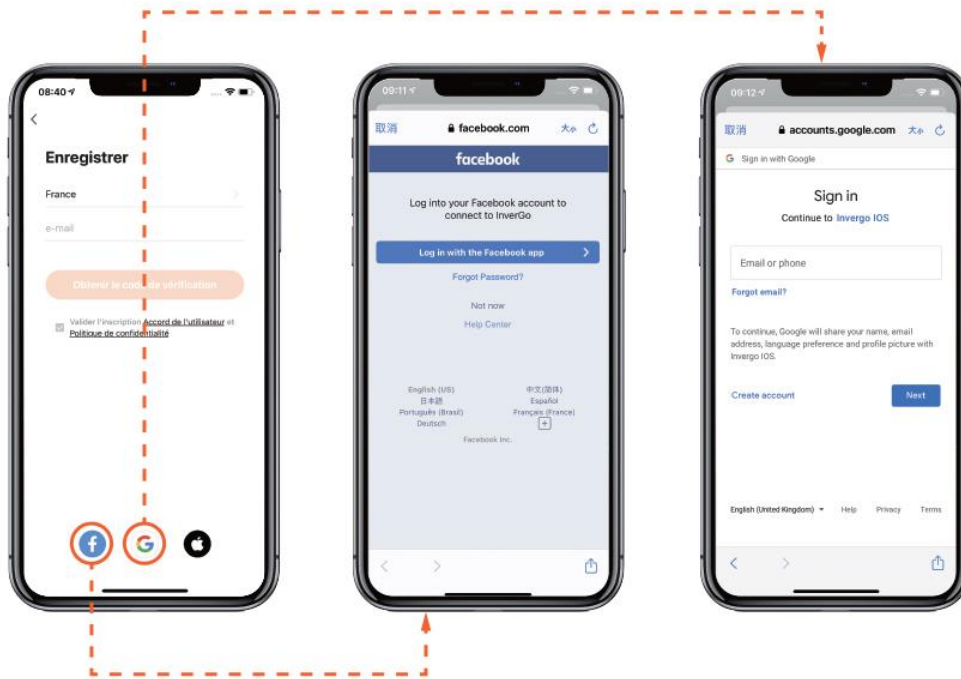 08:40
Enregistrer
France
e-mail
Obtenir le code de vérification
Valider l'inscription Accord de l'utilisateur et
Politique de confidentialité
09:11
取消
facebook.com
大小
facebook
Log into your Facebook account to
connect to InverGo
Log in with the Facebook app
Forgot Password?
Not now
Help Center
English (US)
中文(简体)
日本語
Español
Português (Brasil)
Français (France)
Deutsch
Facebook Inc.
09:12
取消
accounts.google.com
大小
Sign in with Google
Sign in
Continue to Invergo IOS
Email or phone
Forgot email?
To continue, Google will share your name, email
address, language preference and profile picture with
Invergo IOS.
Create account
Next
English (United Kingdom)
Help
Privacy
Terms